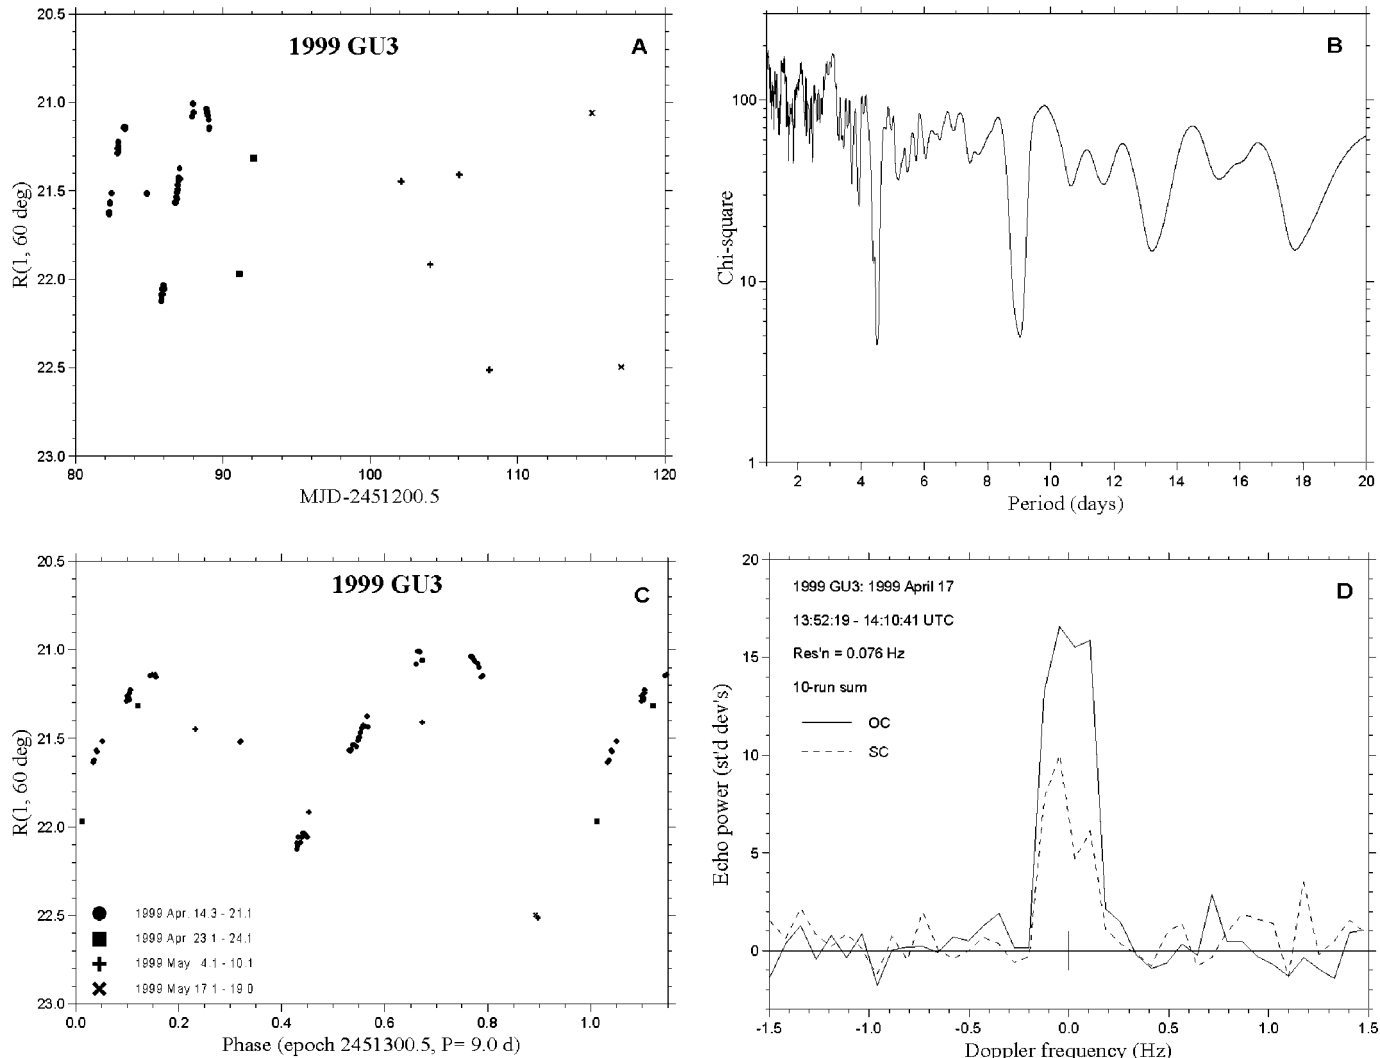 1999 GU3
A
20.5
21.0
21.5
22.0
22.5
23.0
R(1, 60 deg)
80
90
100
110
120
MJD-2451200.5
B
100
10
1
Chi-square
2
4
6
8
10
12
14
16
18
20
Period (days)
1999 GU3
C
20.5
21.0
21.5
22.0
22.5
23.0
R(1, 60 deg)
1999 Apr. 14.3 - 21.1
1999 Apr 23.1 - 24.1
1999 May 4.1 - 10.1
1999 May 17.1 - 19.0
0.0
0.2
0.4
0.6
0.8
1.0
Phase (epoch 2451300.5, P= 9.0 d)
1999 GU3: 1999 April 17
D
13:52:19 - 14:10:41 UTC
Res'n = 0.076 Hz
10-run sum
OC
SC
20
15
10
5
0
Echo power (st'd dev's)
-1.5
-1.0
-0.5
0.0
0.5
1.0
1.5
Doppler frequency (Hz)